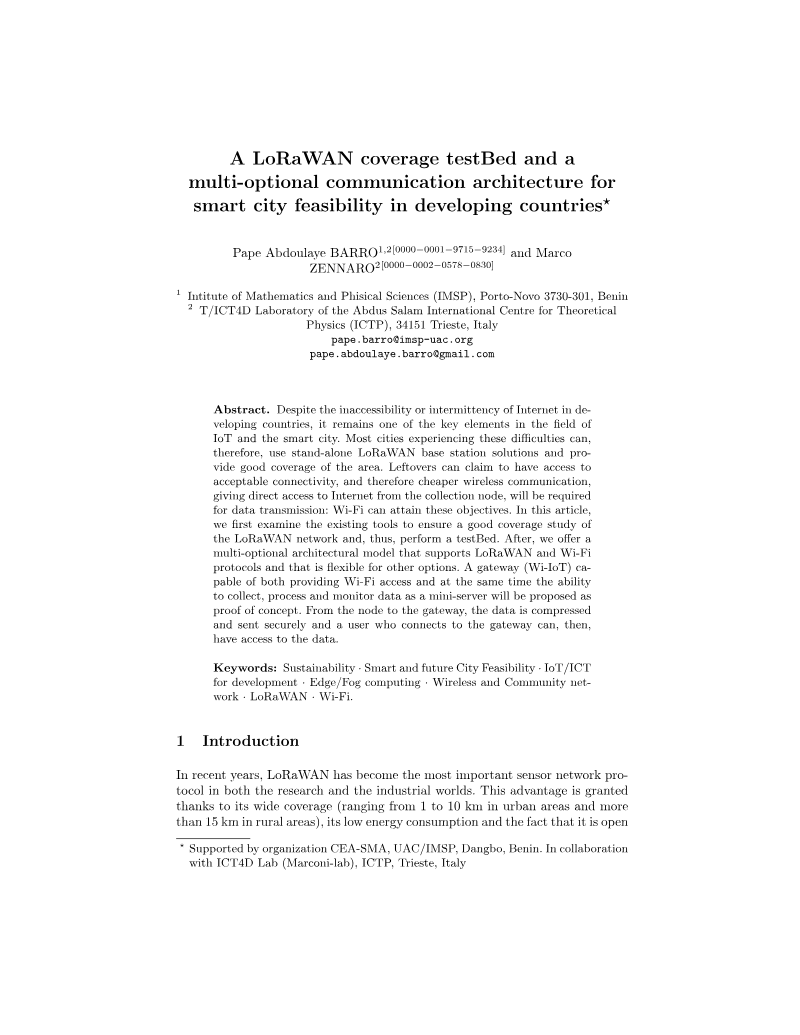 A LoRaWAN coverage testBed and a
multi-optional communication architecture for
smart city feasibility in developing countries⋆
Pape Abdoulaye BARRO1,2[0000−0001−9715−9234] and Marco
ZENNARO2[0000−0002−0578−0830]
1 Intitute of Mathematics and Phisical Sciences (IMSP), Porto-Novo 3730-301, Benin
2 T/ICT4D Laboratory of the Abdus Salam International Centre for Theoretical
Physics (ICTP), 34151 Trieste, Italy
pape.barro@imsp-uac.org
pape.abdoulaye.barro@gmail.com
Abstract. Despite the inaccessibility or intermittency of Internet in de-
veloping countries, it remains one of the key elements in the field of
IoT and the smart city. Most cities experiencing these difficulties can,
therefore, use stand-alone LoRaWAN base station solutions and pro-
vide good coverage of the area. Leftovers can claim to have access to
acceptable connectivity, and therefore cheaper wireless communication,
giving direct access to Internet from the collection node, will be required
for data transmission: Wi-Fi can attain these objectives. In this article,
we first examine the existing tools to ensure a good coverage study of
the LoRaWAN network and, thus, perform a testBed. After, we offer a
multi-optional architectural model that supports LoRaWAN and Wi-Fi
protocols and that is flexible for other options. A gateway (Wi-IoT) ca-
pable of both providing Wi-Fi access and at the same time the ability
to collect, process and monitor data as a mini-server will be proposed as
proof of concept. From the node to the gateway, the data is compressed
and sent securely and a user who connects to the gateway can, then,
have access to the data.
Keywords: Sustainability · Smart and future City Feasibility · IoT/ICT
for development · Edge/Fog computing · Wireless and Community net-
work · LoRaWAN · Wi-Fi.
1 Introduction
In recent years, LoRaWAN has become the most important sensor network pro-
tocol in both the research and the industrial worlds. This advantage is granted
thanks to its wide coverage (ranging from 1 to 10 km in urban areas and more
than 15 km in rural areas), its low energy consumption and the fact that it is open
⋆ Supported by organization CEA-SMA, UAC/IMSP, Dangbo, Benin. In collaboration
with ICT4D Lab (Marconi-lab), ICTP, Trieste, Italy